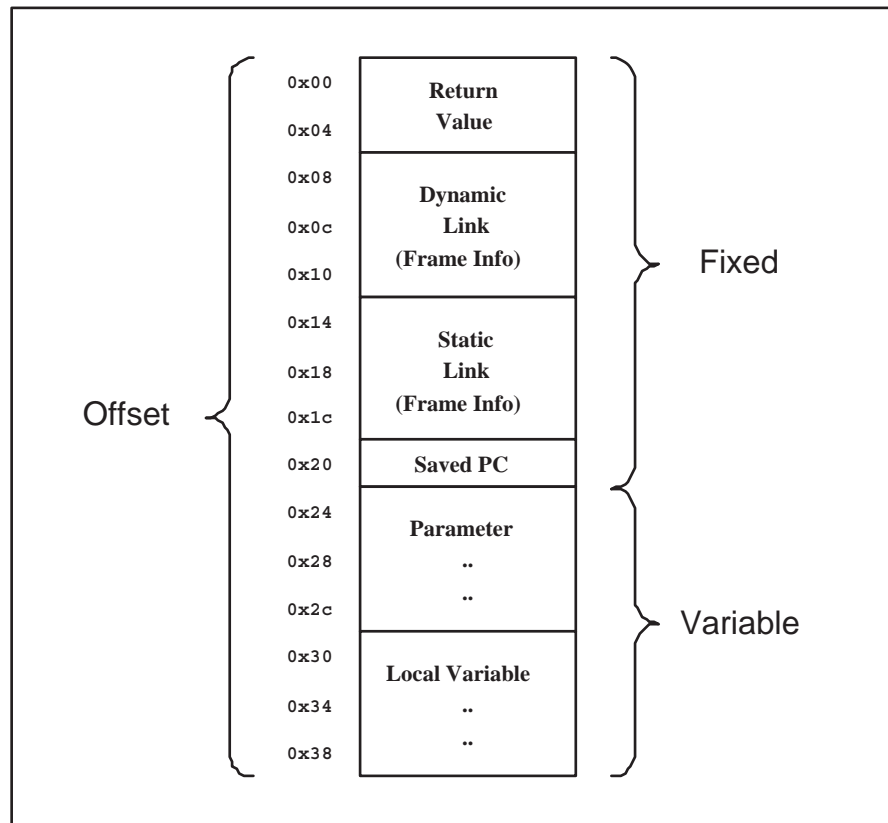 0x00
0x04
0x08
0x0c
0x10
0x14
0x18
0x1c
0x20
0x24
0x28
0x2c
0x30
0x34
0x38
Offset
Return
Value
Dynamic
Link
(Frame Info)
Static
Link
(Frame Info)
Saved PC
Parameter
..
..
Local Variable
..
..
Fixed
Variable